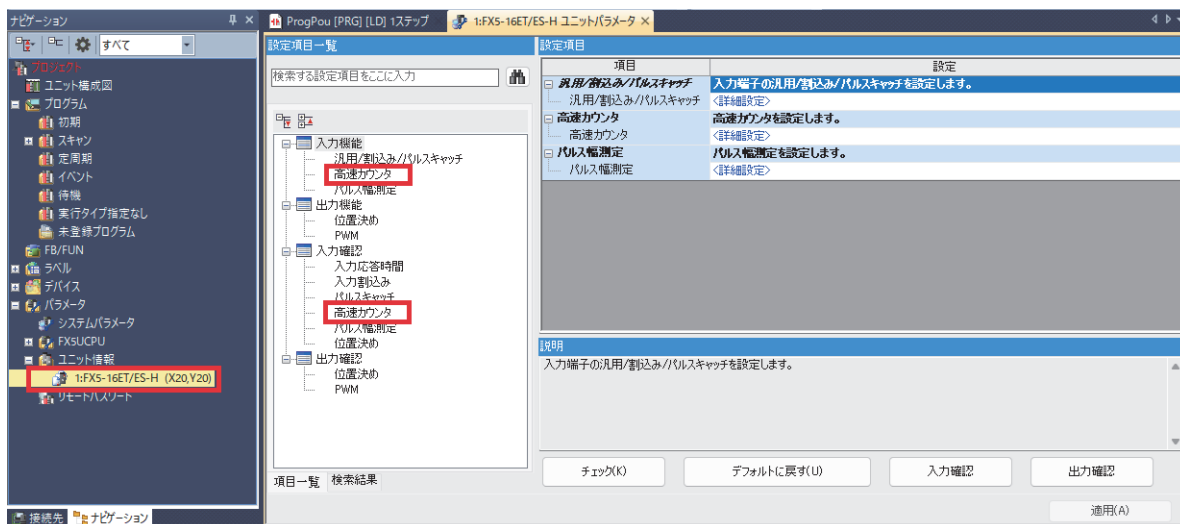 ナビゲーション
すべて
プロジェクト
ユニット構成図
プログラム
初期
スキャン
定周期
イベント
待機
実行タイプ指定なし
未登録プログラム
FB/FUN
ラベル
デバイス
パラメータ
システムパラメータ
FX5UCPU
ユニット情報
1:FX5-16ET/ES-H (X20,Y20)
リモートパスワード
接続先 ナビゲーション
ProgPou [PRG] [LD] 1ステップ
1:FX5-16ET/ES-H ユニットパラメータ
設定項目一覧
検索する設定項目をここに入力
入力機能
汎用/割込み/パルスキャッチ
高速カウンタ
パルス幅測定
出力機能
位置決め
PWM
入力確認
入力応答時間
入力割込み
パルスキャッチ
高速カウンタ
パルス幅測定
位置決め
出力確認
位置決め
PWM
項目一覧 検索結果
設定項目
項目 設定
汎用/割込み/パルスキャッチ 入力端子の汎用/割込み/パルスキャッチを設定します。
汎用/割込み/パルスキャッチ <詳細設定>
高速カウンタ 高速カウンタを設定します。
高速カウンタ <詳細設定>
パルス幅測定 パルス幅測定を設定します。
パルス幅測定 <詳細設定>
説明
入力端子の汎用/割込み/パルスキャッチを設定します。
チェック(K) デフォルトに戻す(U) 入力確認 出力確認
適用(A)